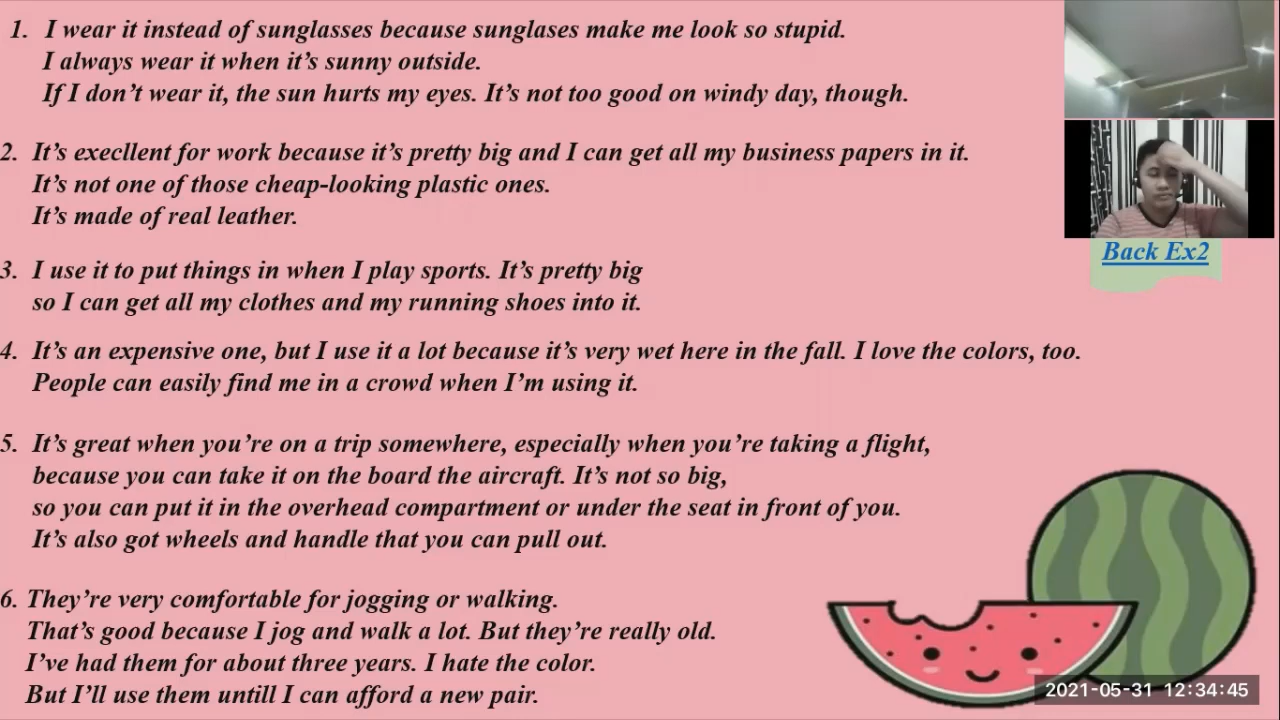 1. I wear it instead of sunglasses because sunglases make me look so stupid.
I always wear it when it's sunny outside.
If I don't wear it, the sun hurts my eyes. It's not too good on windy day, though.
2. It's execllent for work because it's pretty big and I can get all my business papers in it.
It's not one of those cheap-looking plastic ones.
It's made of real leather.
Back Ex2
3. I use it to put things in when I play sports. It's pretty big
so I can get all my clothes and my running shoes into it.
4. It's an expensive one, but I use it a lot because it's very wet here in the fall. I love the colors, too.
People can easily find me in a crowd when I'm using it.
5. It's great when you're on a trip somewhere, especially when you're taking a flight,
because you can take it on the board the aircraft. It's not so big,
so you can put it in the overhead compartment or under the seat in front of you.
It's also got wheels and handle that you can pull out.
6. They're very comfortable for jogging or walking.
That's good because I jog and walk a lot. But they're really old.
I've had them for about three years. I hate the color.
But I'll use them untill I can afford a new pair.
2021-05-31 12:34:45